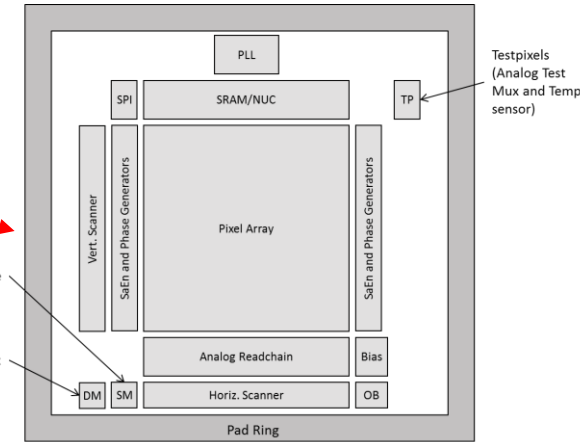 PLL
Testpixels
(Analog Test
Mux and Temp
sensor)
SPI
SRAM/NUC
TP
Vert. Scanner
SaEn and Phase Generators
Pixel Array
SaEn and Phase Generators
Analog Readchain
Bias
DM
SM
Horiz. Scanner
OB
Pad Ring